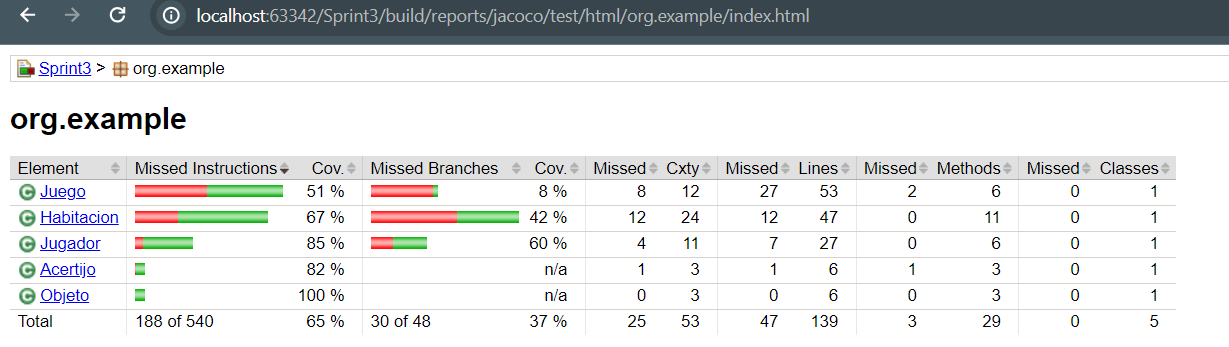 localhost:63342/Sprint3/build/reports/jacoco/test/html/org.example/index.html
Sprint3 > org.example
org.example
Element Missed Instructions Cov. Missed Branches Cov. Missed Cxty Missed Lines Missed Methods Missed Classes
Juego 51 % 8 % 8 12 27 53 2 6 0 1
Habitacion 67 % 42 % 12 24 12 47 0 11 0 1
Jugador 85 % 60 % 4 11 7 27 0 6 0 1
Acertijo 82 % n/a 1 3 1 6 1 3 0 1
Objeto 100 % n/a 0 3 0 6 0 3 0 1
Total 188 of 540 65 % 30 of 48 37 % 25 53 47 139 3 29 0 5